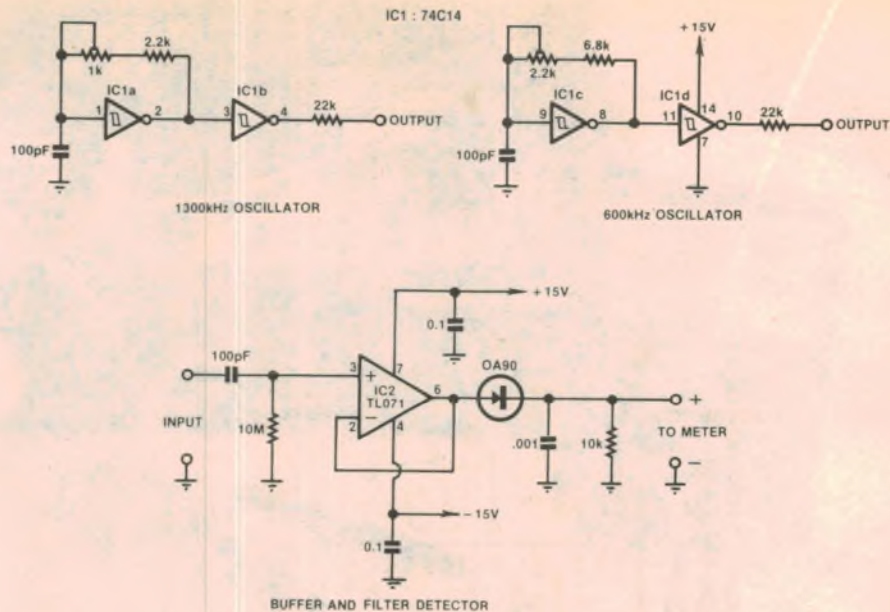 IC1 : 74C14
1k
2.2k
IC1a
1
2
IC1b
3
4
22k
OUTPUT
100pF
1300kHz OSCILLATOR
2.2k
6.8k
+15V
IC1c
9
8
IC1d
11
14
10
7
22k
OUTPUT
100pF
600kHz OSCILLATOR
+15V
0.1
100pF
3
+
7
IC2
TL071
6
−
2
4
OA90
INPUT
10M
.001
10k
+
TO METER
−
−15V
0.1
BUFFER AND FILTER DETECTOR